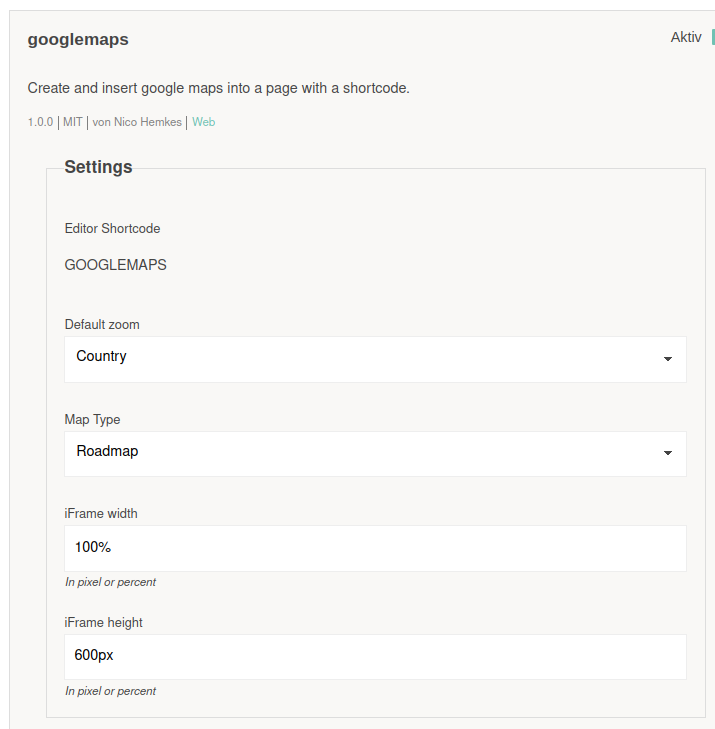 googlemaps
Aktiv
Create and insert google maps into a page with a shortcode.
1.0.0 | MIT | von Nico Hemkes | Web
Settings
Editor Shortcode
GOOGLEMAPS
Default zoom
Country
Map Type
Roadmap
iFrame width
100%
In pixel or percent
iFrame height
600px
In pixel or percent